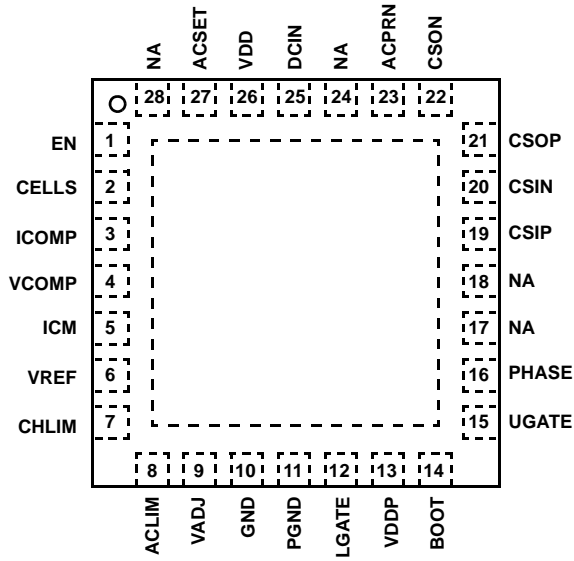 NA
ACSET
VDD
DCIN
NA
ACPRN
CSON
28 27 26 25 24 23 22
EN 1
CELLS 2
ICOMP 3
VCOMP 4
ICM 5
VREF 6
CHLIM 7
21 CSOP
20 CSIN
19 CSIP
18 NA
17 NA
16 PHASE
15 UGATE
8 9 10 11 12 13 14
ACLIM
VADJ
GND
PGND
LGATE
VDDP
BOOT